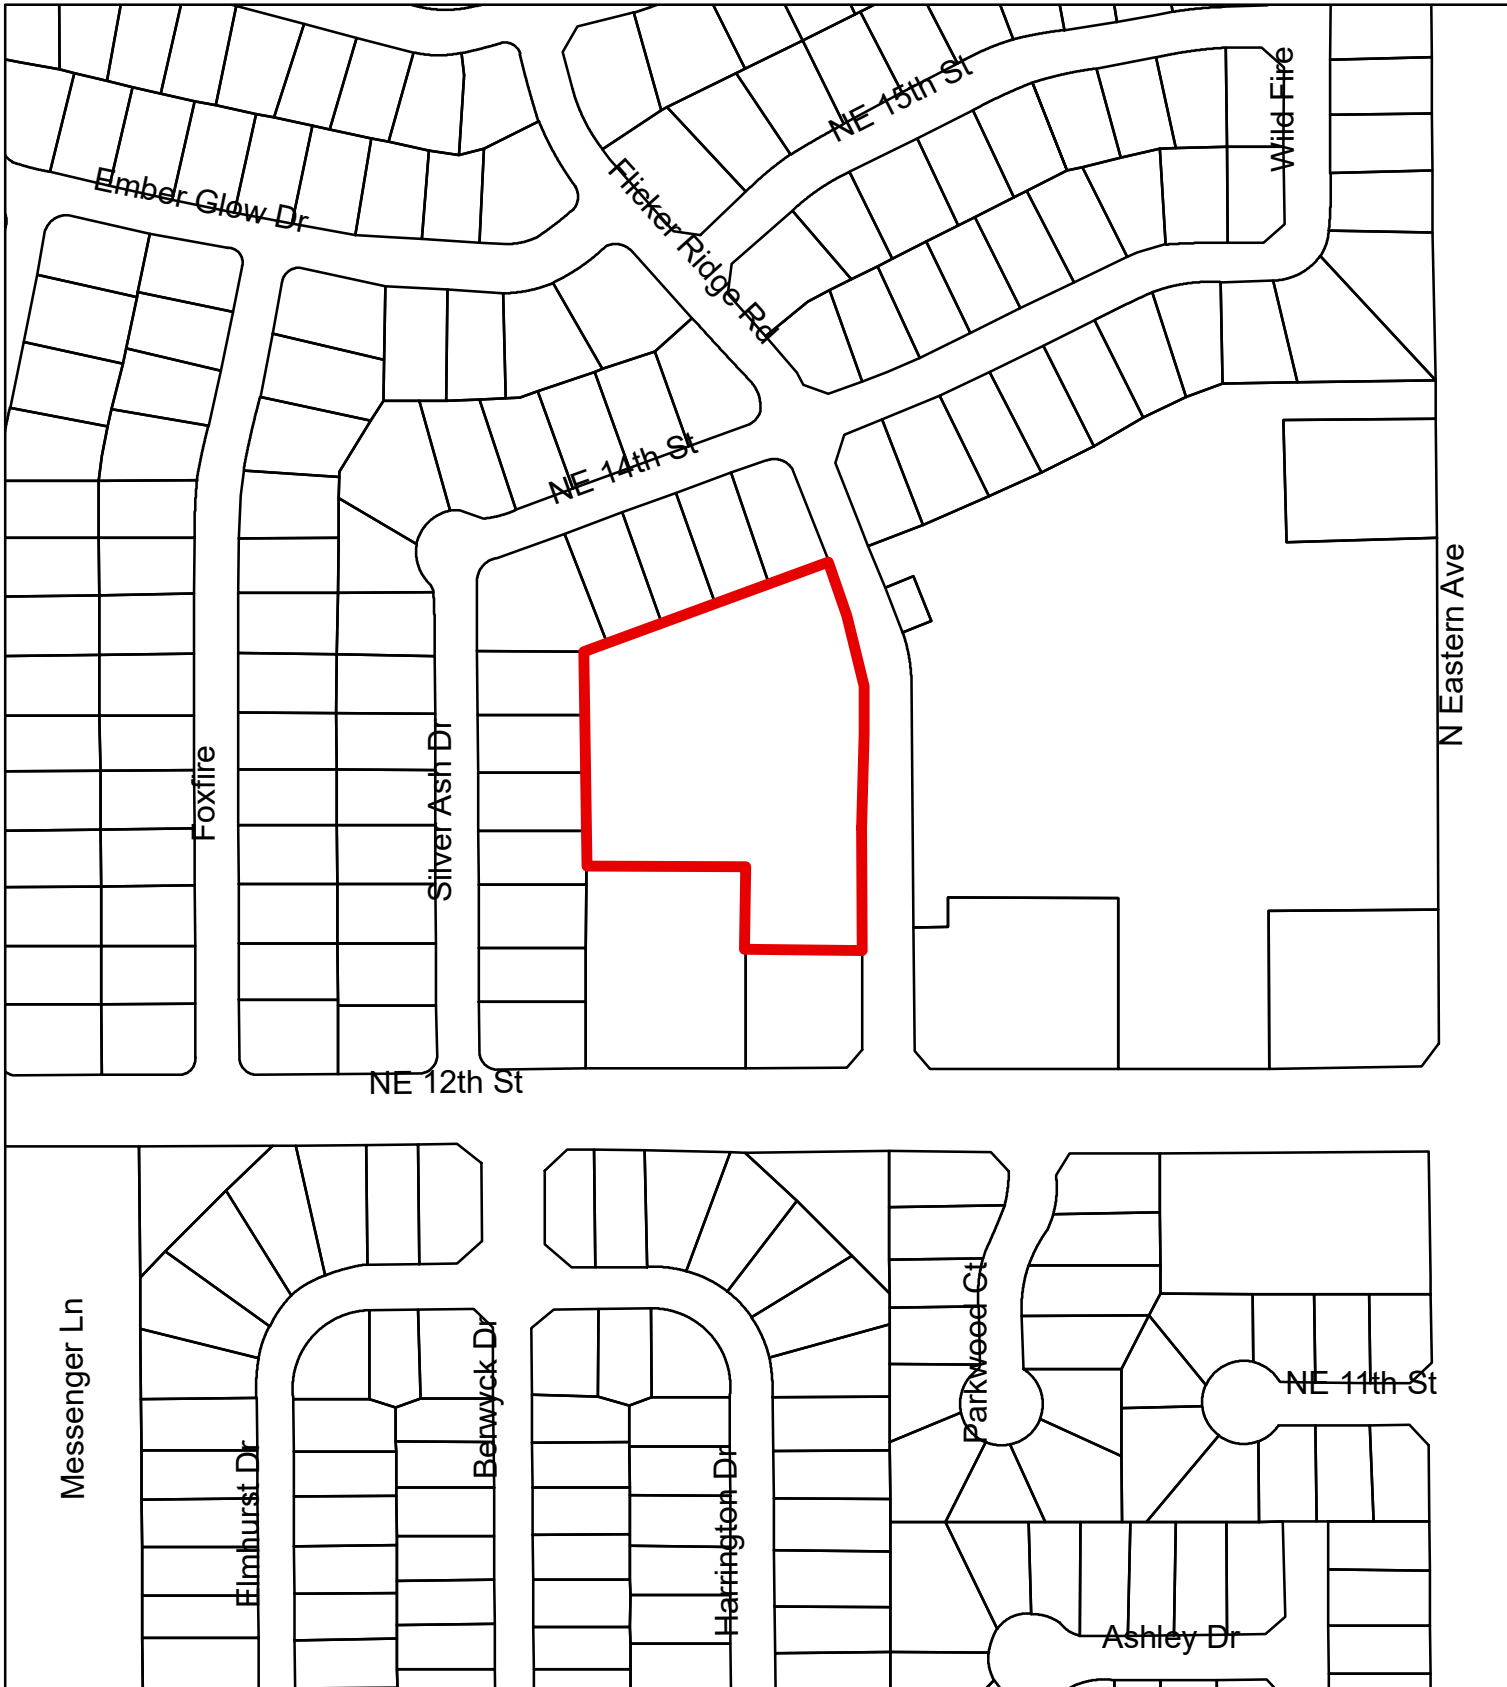 NE 15th St
Wild Fire
Ember Glow Dr
Flicker Ridge Rd
NE 14th St
N Eastern Ave
Foxfire
Silver Ash Dr
NE 12th St
Messenger Ln
Parkwood Ct
Berwyck Dr
NE 11th St
Elmhurst Dr
Harrington Dr
Ashley Dr